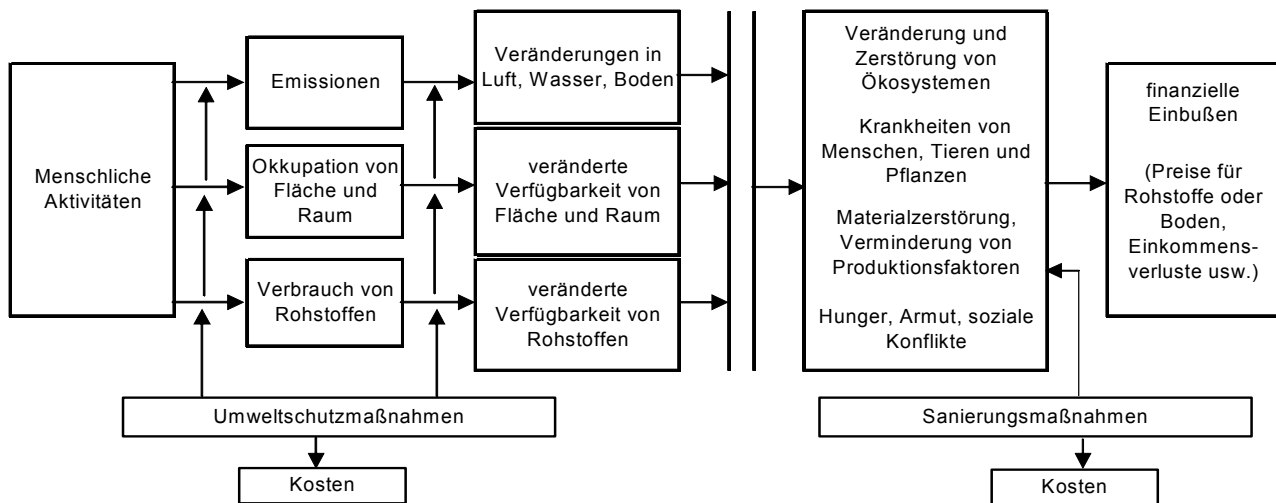 Menschliche
Aktivitäten
Emissionen
Okkupation von
Fläche und
Raum
Verbrauch von
Rohstoffen
Veränderungen in
Luft, Wasser, Boden
veränderte
Verfügbarkeit von
Fläche und Raum
veränderte
Verfügbarkeit von
Rohstoffen
Veränderung und
Zerstörung von
Ökosystemen
Krankheiten von
Menschen, Tieren und
Pflanzen
Materialzerstörung,
Verminderung von
Produktionsfaktoren
Hunger, Armut, soziale
Konflikte
finanzielle
Einbußen
(Preise für
Rohstoffe oder
Boden,
Einkommens-
verluste usw.)
Umweltschutzmaßnahmen
Kosten
Sanierungsmaßnahmen
Kosten